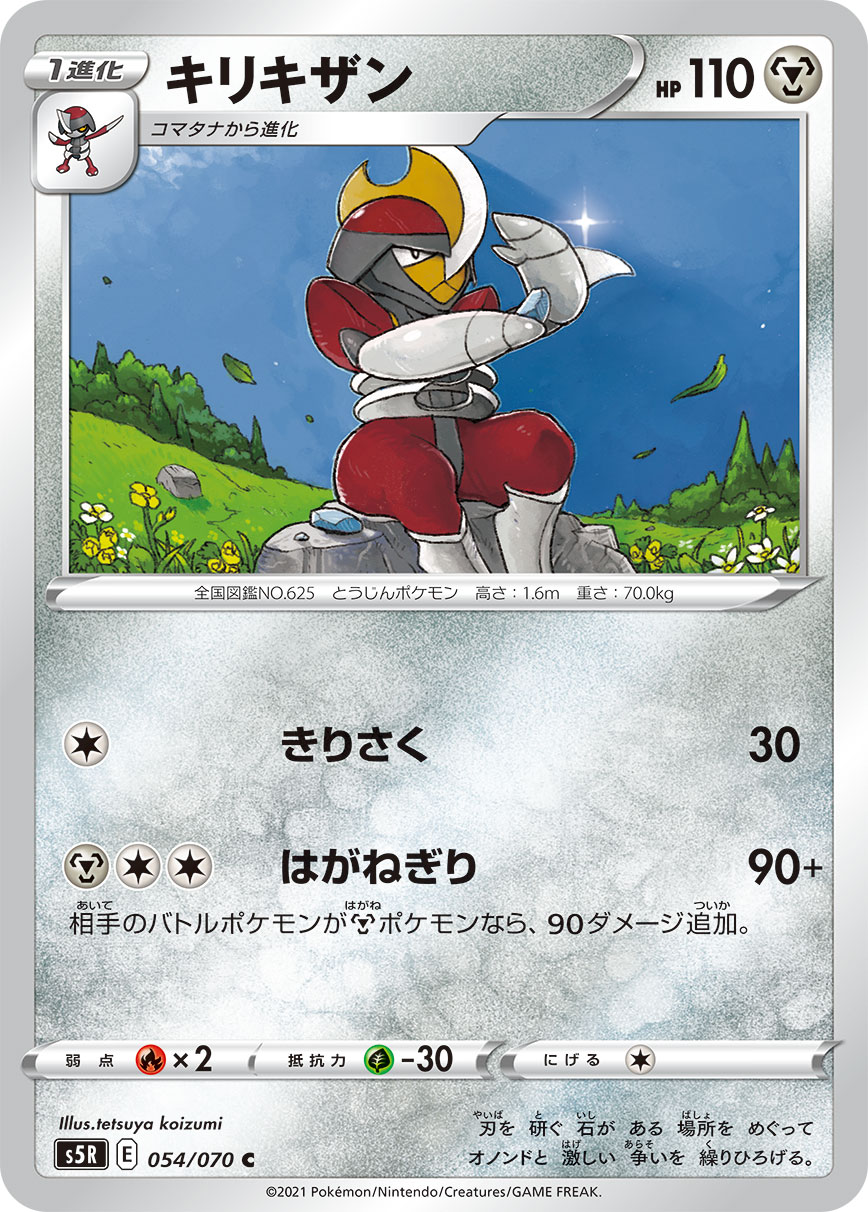 1進化
キリキザン
HP 110
コマタナから進化
全国図鑑NO.625 とうじんポケモン 高さ:1.6m 重さ:70.0kg
きりさく 30
はがねぎり 90+
相手のバトルポケモンがポケモンなら、90ダメージ追加。
弱点 ×2 抵抗力 -30 にげる
Illus.tetsuya koizumi
刃を 研ぐ 石が ある 場所を めぐって
オノンドと 激しい 争いを 繰りひろげる。
s5R E 054/070 C
©2021 Pokémon/Nintendo/Creatures/GAME FREAK.